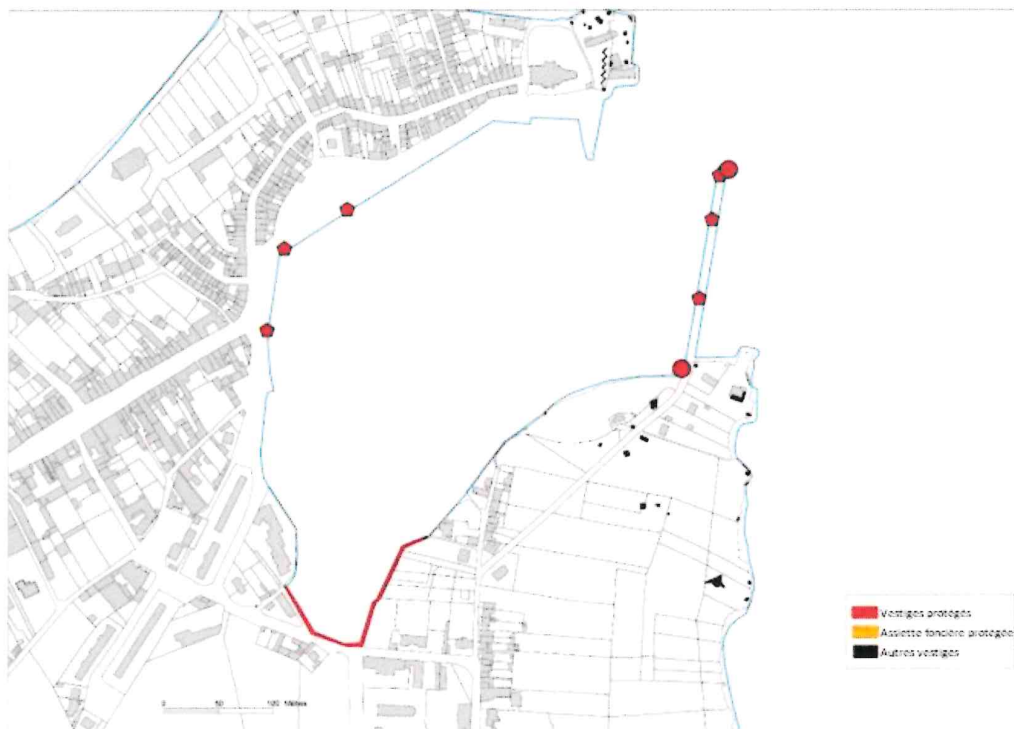 Vestiges protégés
Assiette foncière protégée
Autres vestiges
0 50 100 Mètres